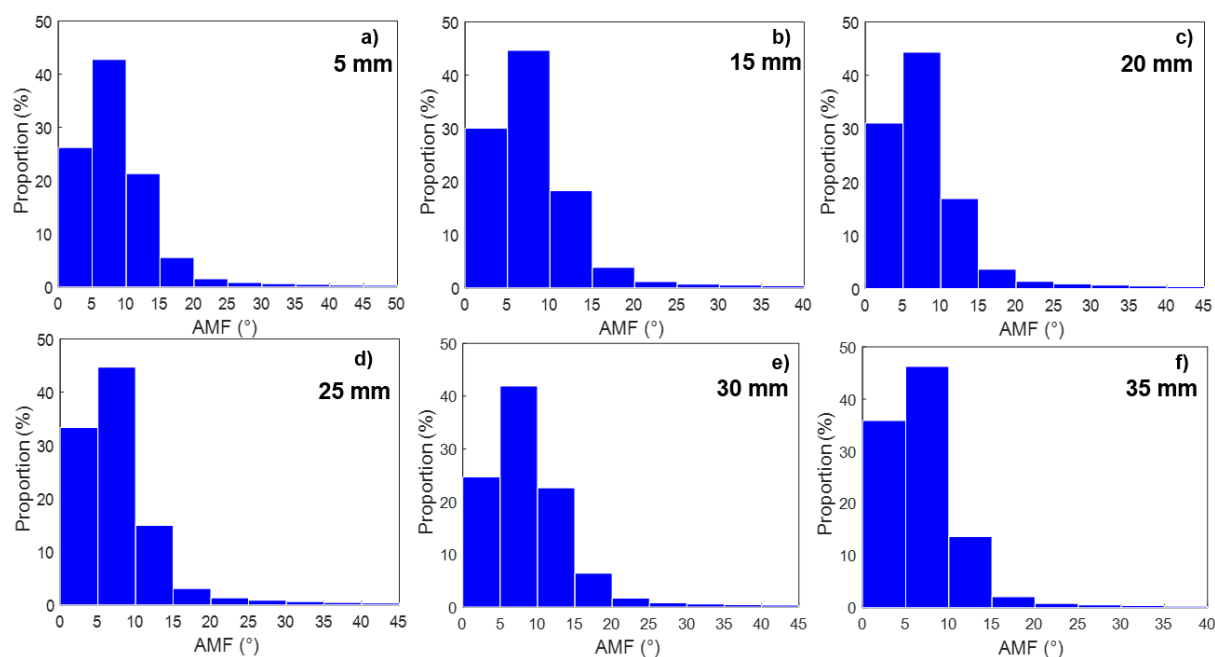 a)
5 mm
Proportion (%)
50
40
30
20
10
0
0 5 10 15 20 25 30 35 40 45 50
AMF (°)
b)
15 mm
Proportion (%)
50
40
30
20
10
0
0 5 10 15 20 25 30 35 40
AMF (°)
c)
20 mm
Proportion (%)
50
40
30
20
10
0
0 5 10 15 20 25 30 35 40 45
AMF (°)
d)
25 mm
Proportion (%)
50
40
30
20
10
0
0 5 10 15 20 25 30 35 40 45
AMF (°)
e)
30 mm
Proportion (%)
50
40
30
20
10
0
0 5 10 15 20 25 30 35 40 45
AMF (°)
f)
35 mm
Proportion (%)
50
40
30
20
10
0
0 5 10 15 20 25 30 35 40
AMF (°)